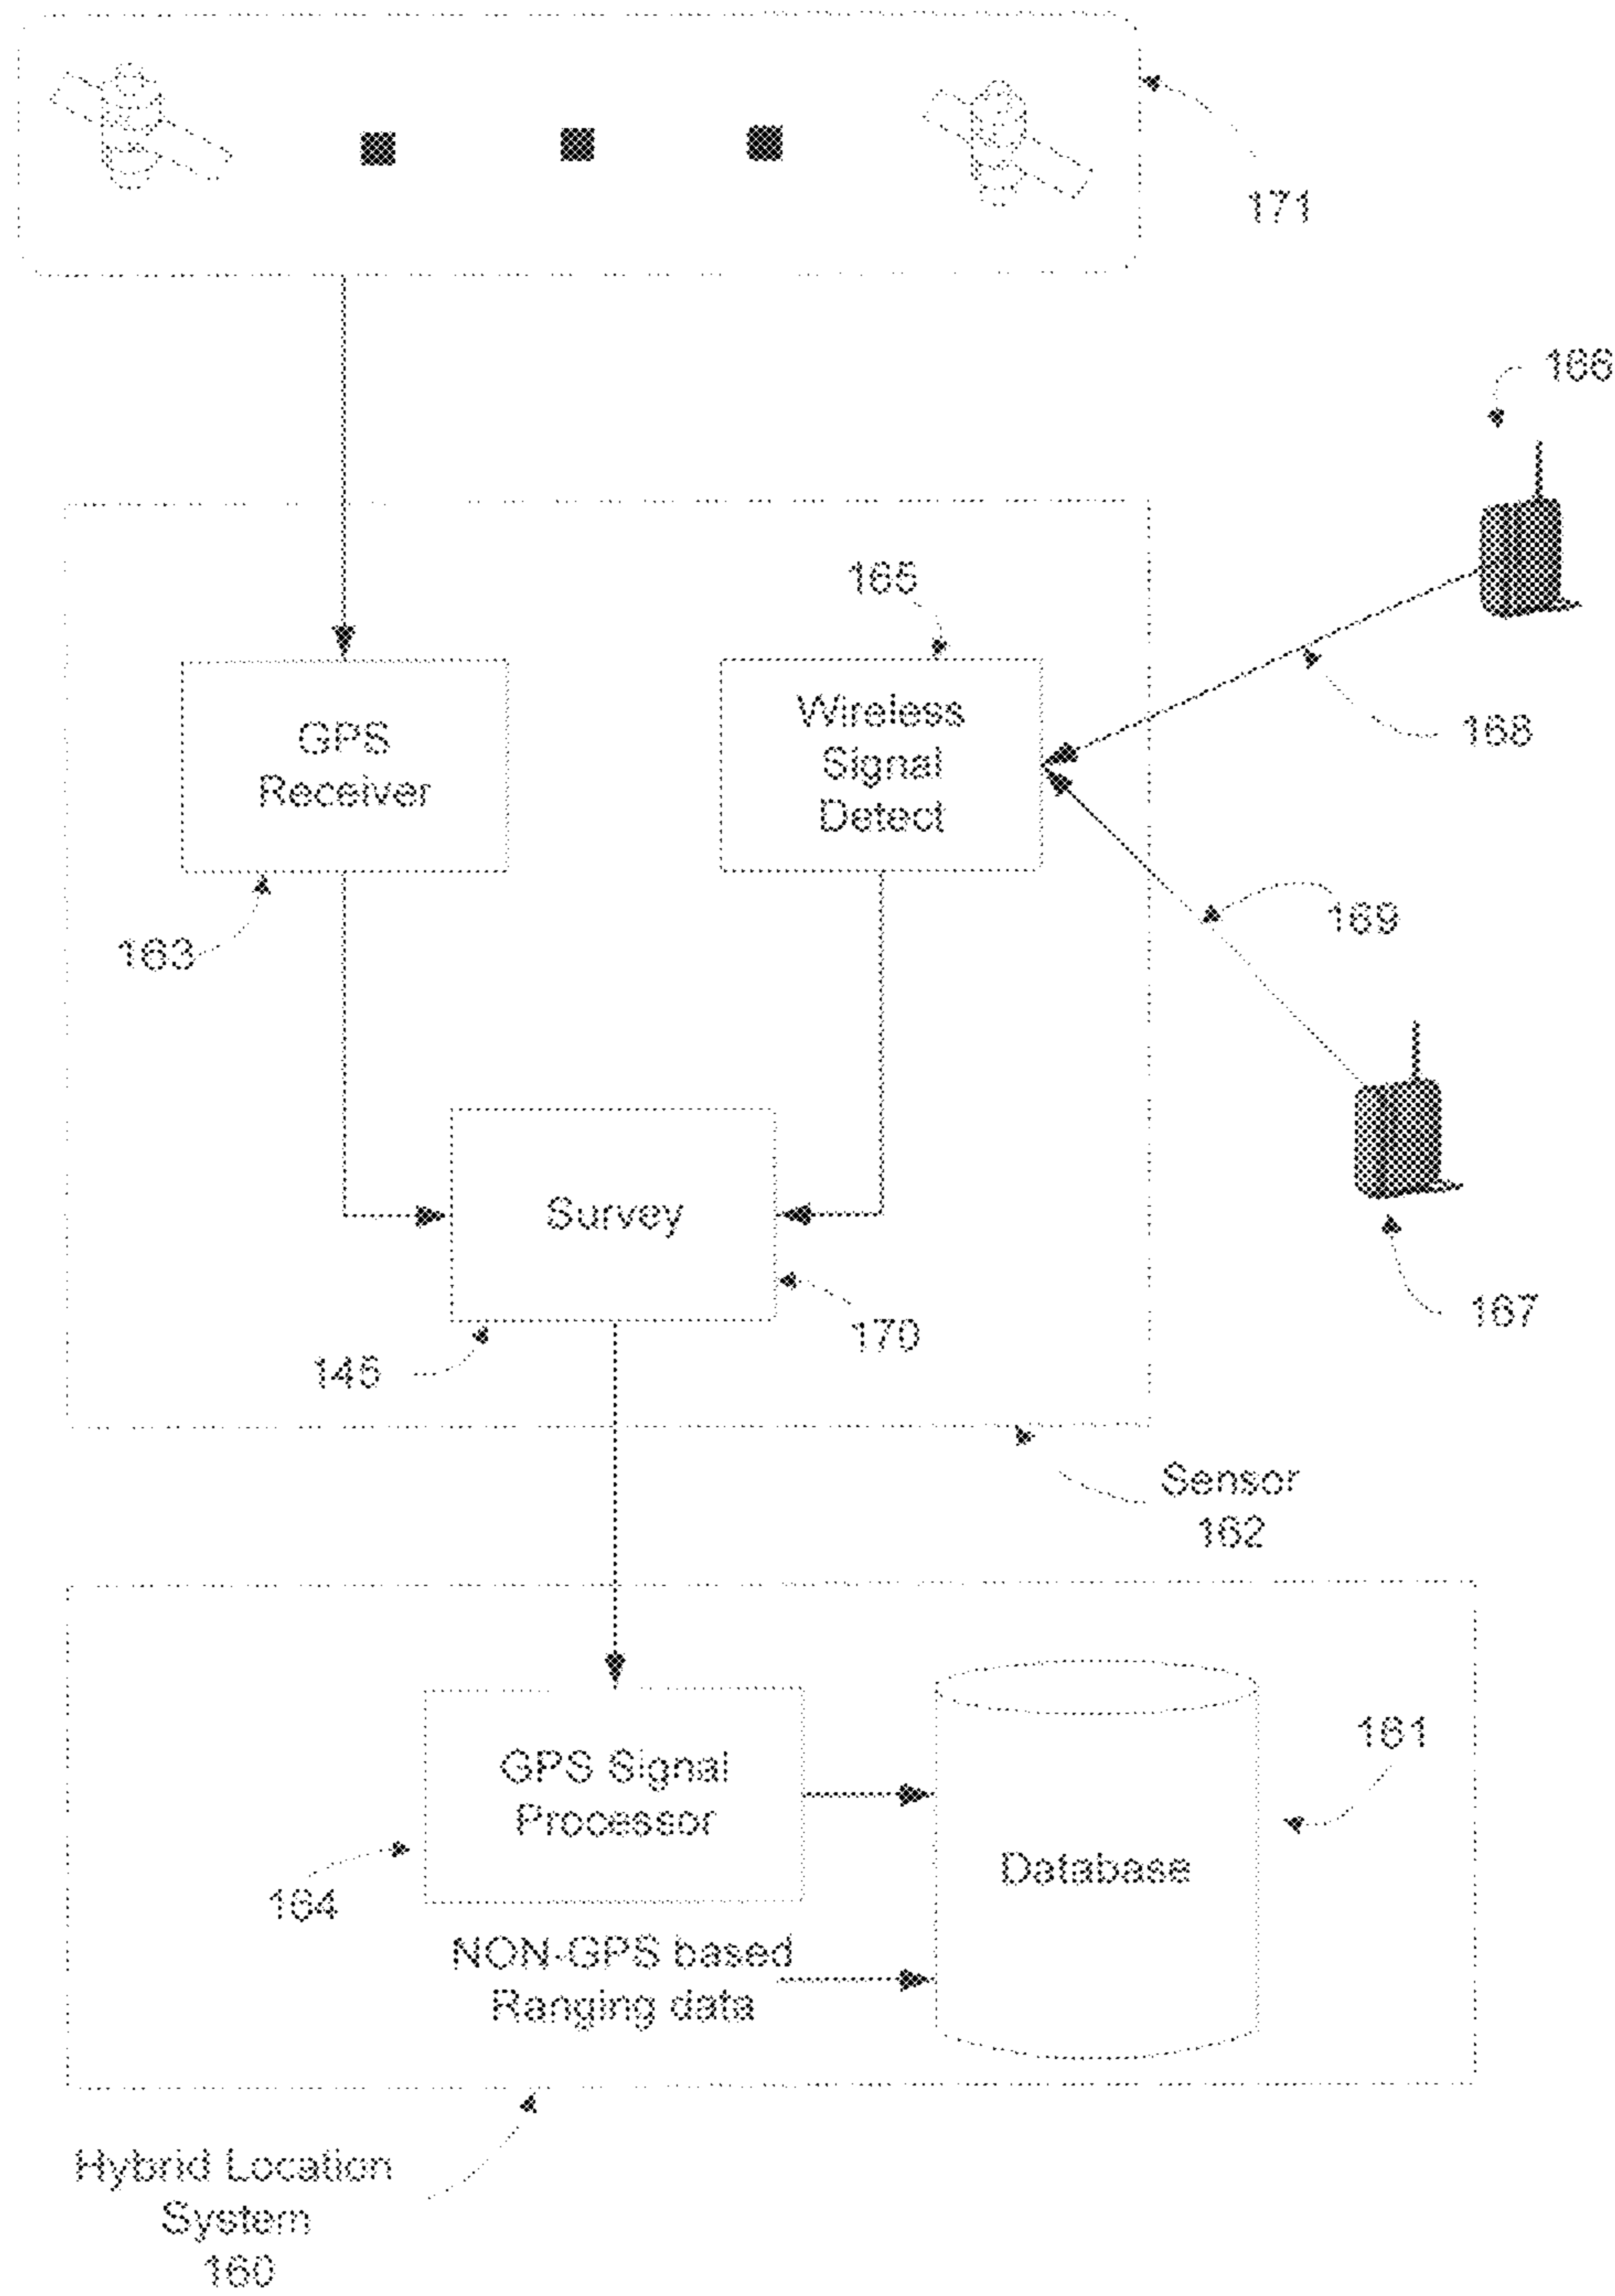 171
166
165
Wireless
Signal
Detect
168
GPS
Receiver
163
169
Survey
170
145
167
Sensor
162
GPS Signal
Processor
161
Database
164
NON-GPS based
Ranging data
Hybrid Location
System
160